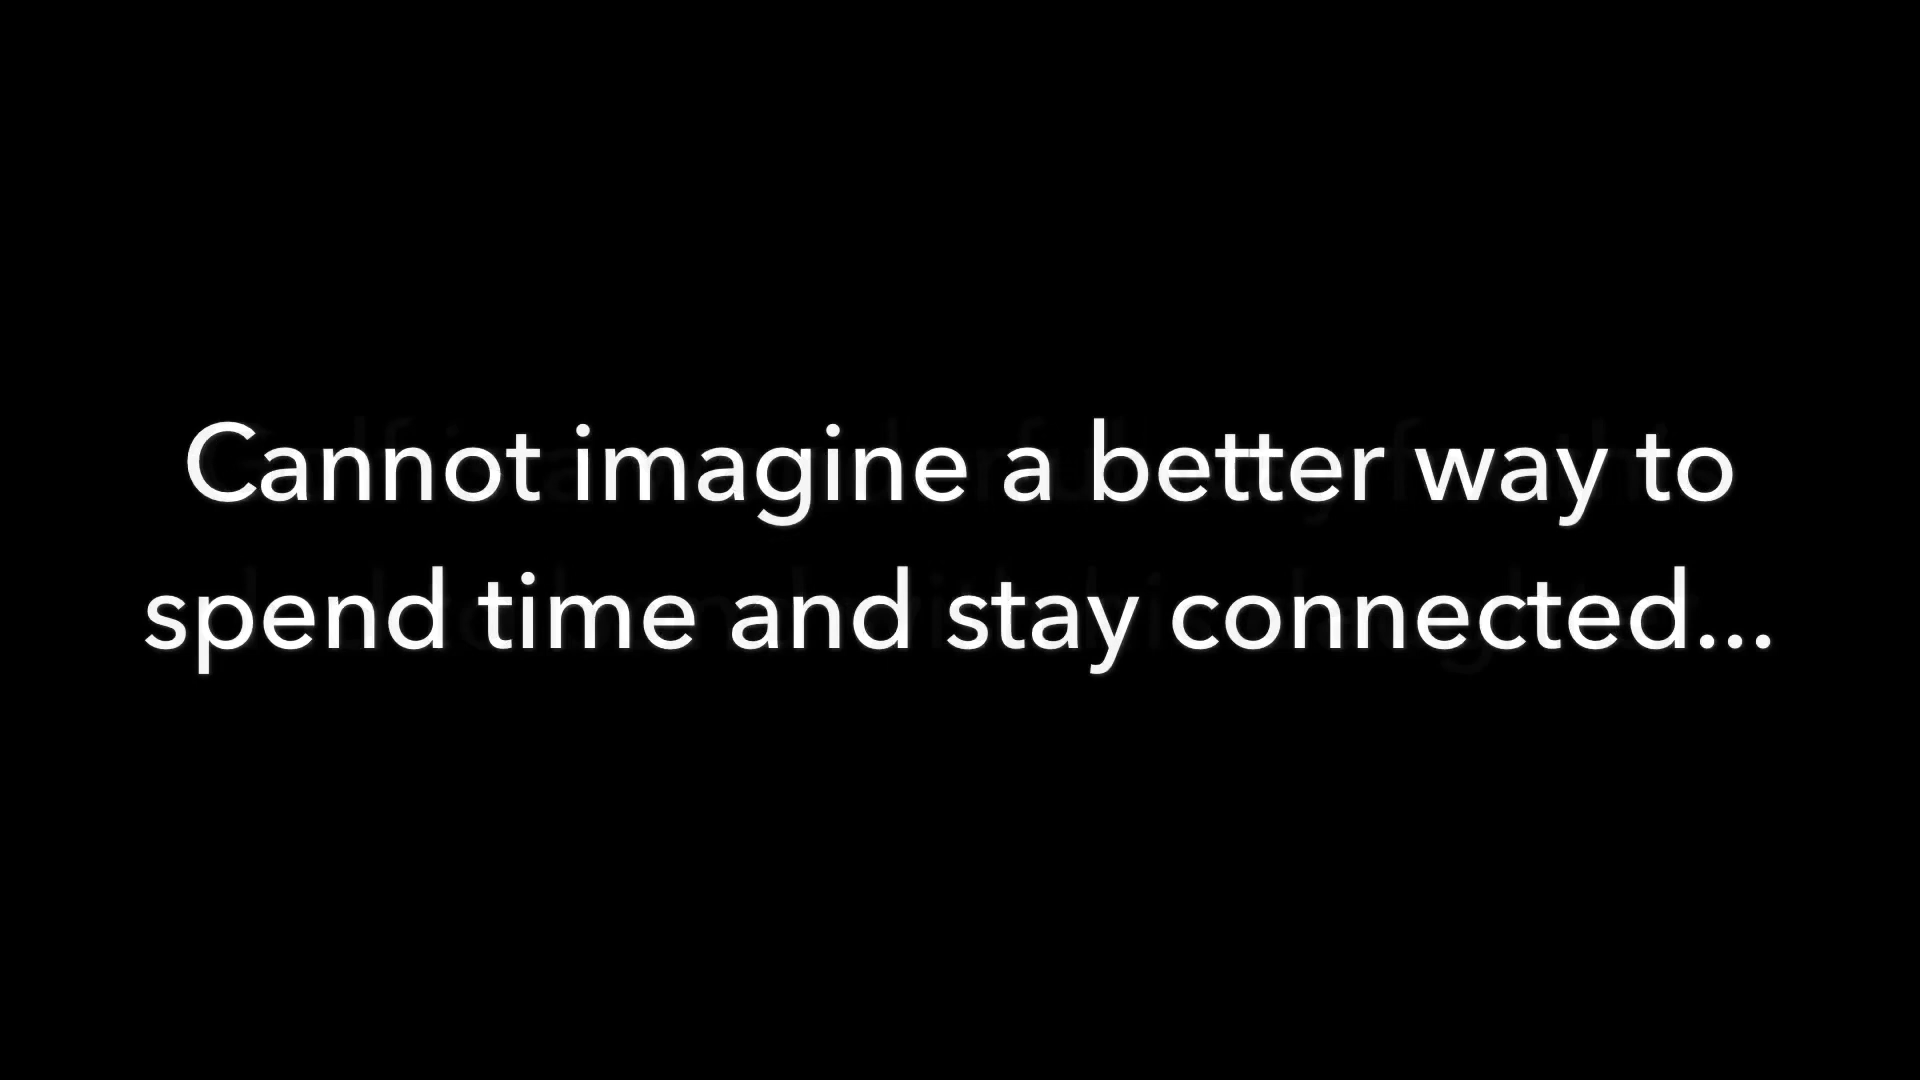 Cannot imagine a better way to
spend time and stay connected...